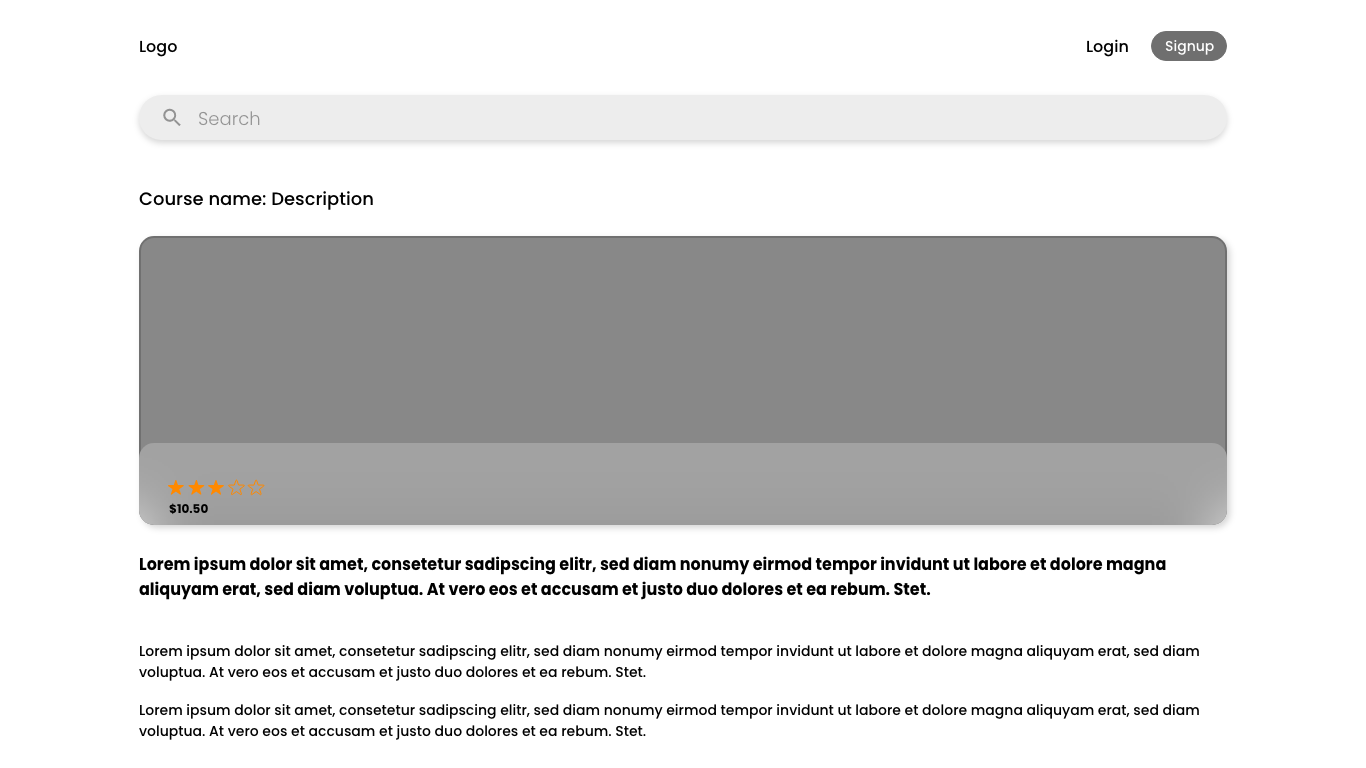 Logo
Login
Signup
Search
Course name: Description
$10.50
Lorem ipsum dolor sit amet, consetetur sadipscing elitr, sed diam nonumy eirmod tempor invidunt ut labore et dolore magna
aliquyam erat, sed diam voluptua. At vero eos et accusam et justo duo dolores et ea rebum. Stet.
Lorem ipsum dolor sit amet, consetetur sadipscing elitr, sed diam nonumy eirmod tempor invidunt ut labore et dolore magna aliquyam erat, sed diam
voluptua. At vero eos et accusam et justo duo dolores et ea rebum. Stet.
Lorem ipsum dolor sit amet, consetetur sadipscing elitr, sed diam nonumy eirmod tempor invidunt ut labore et dolore magna aliquyam erat, sed diam
voluptua. At vero eos et accusam et justo duo dolores et ea rebum. Stet.